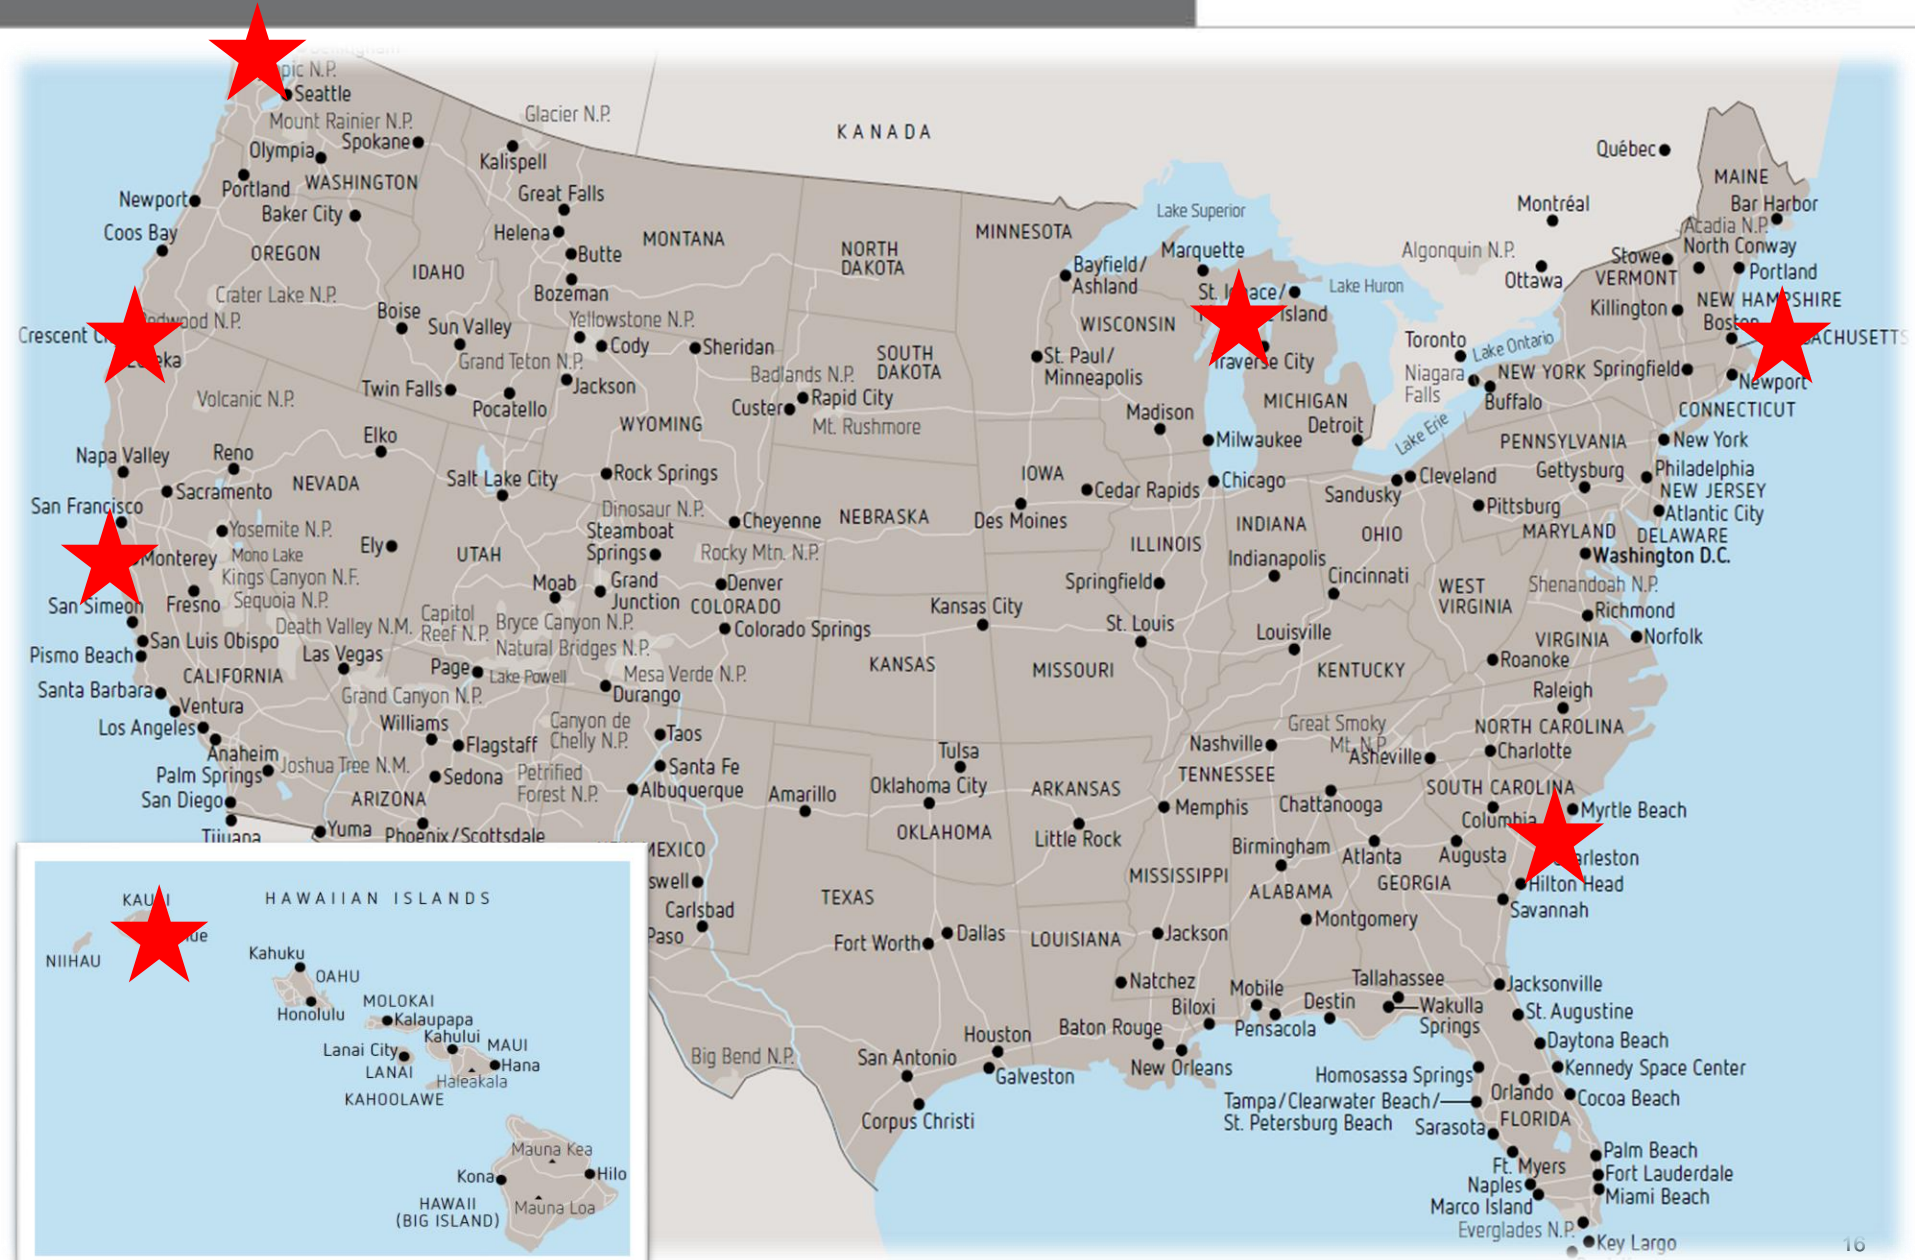 Seattle
Glacier N.P.
Mount Rainier N.P.
KANADA
Spokane
Olympia
Kalispell
Québec
WASHINGTON
Portland
Newport
Great Falls
Baker City
MAINE
Bar Harbor
Montréal
Lake Superior
Coos Bay
Helena
MINNESOTA
Acadia N.P.
MONTANA
North Conway
OREGON
Butte
NORTH
DAKOTA
Marquette
Algonquin N.P.
Stowe
IDAHO
Bayfield/
Ashland
Portland
VERMONT
Ottawa
Bozeman
Crater Lake N.P.
St.
Lake Huron
NEW HAMPSHIRE
Killington
Boise
Sun Valley
Yellowstone N.P.
WISCONSIN
Island
N.P.
Crescent
Cody
Sheridan
Toronto
Lake Ontario
SOUTH
DAKOTA
St. Paul/
Minneapolis
Grand Teton N.P.
Traverse City
Badlands N.P.
Niagara
Falls
NEW YORK
Springfield
Newport
Twin Falls
Jackson
Volcanic N.P.
Pocatello
Custer
Rapid City
MICHIGAN
Buffalo
CONNECTICUT
Madison
Detroit
WYOMING
Mt. Rushmore
Lake Erie
Elko
Milwaukee
PENNSYLVANIA
New York
Napa Valley
Reno
Salt Lake City
Rock Springs
IOWA
Gettysburg
Philadelphia
NEVADA
Cedar Rapids
Chicago
Cleveland
Sacramento
Sandusky
NEW JERSEY
San Francisco
Dinosaur N.P.
Pittsburg
Atlantic City
Cheyenne
NEBRASKA
Des Moines
INDIANA
Yosemite N.P.
Steamboat
Springs
OHIO
MARYLAND
DELAWARE
Ely
UTAH
Rocky Mtn. N.P.
ILLINOIS
Monterey
Mono Lake
Indianapolis
Washington D.C.
Kings Canyon N.F.
Moab
Grand
Junction
Denver
Springfield
Cincinnati
WEST
VIRGINIA
Shenandoah N.P.
San Simeon
Fresno
Sequoia N.P.
COLORADO
Kansas City
Richmond
Death Valley N.M.
Capitol
Reef N.P.
Bryce Canyon N.P.
Colorado Springs
St. Louis
Louisville
VIRGINIA
Norfolk
San Luis Obispo
Natural Bridges N.P.
Pismo Beach
Las Vegas
Page
Lake Powell
Mesa Verde N.P.
KANSAS
MISSOURI
KENTUCKY
Roanoke
CALIFORNIA
Santa Barbara
Grand Canyon N.P.
Durango
Raleigh
Ventura
Williams
Canyon de
Chelly N.P.
Great Smoky
Mt. N.P.
NORTH CAROLINA
Los Angeles
Taos
Flagstaff
Nashville
Tulsa
Asheville
Charlotte
Anaheim
Joshua Tree N.M.
Palm Springs
Sedona
Petrified
Forest N.P.
Santa Fe
TENNESSEE
San Diego
ARIZONA
Albuquerque
Amarillo
Oklahoma City
ARKANSAS
SOUTH CAROLINA
Memphis
Chattanooga
Myrtle Beach
Columbia
Tijuana
Yuma
Phoenix/Scottsdale
OKLAHOMA
Little Rock
MEXICO
Birmingham
Atlanta
Augusta
MISSISSIPPI
ALABAMA
GEORGIA
Hilton Head
TEXAS
Carlsbad
Savannah
Montgomery
Paso
Fort Worth
Dallas
LOUISIANA
Jackson
HAWAIIAN ISLANDS
NIIHAU
Kahuku
OAHU
Honolulu
MOLOKAI
Kalaupapa
Kahului
MAUI
Lanai City
Hana
LANAI
Haleakala
KAHOOLAWE
Mauna Kea
Kona
Hilo
HAWAII
(BIG ISLAND)
Mauna Loa
Natchez
Tallahassee
Jacksonville
Mobile
Biloxi
Destin
Wakulla
Springs
St. Augustine
Pensacola
Houston
Baton Rouge
Daytona Beach
Big Bend N.P.
San Antonio
New Orleans
Kennedy Space Center
Galveston
Homosassa Springs
Orlando
Cocoa Beach
Tampa/Clearwater Beach/
St. Petersburg Beach
Corpus Christi
FLORIDA
Sarasota
Palm Beach
Ft. Myers
Fort Lauderdale
Naples
Miami Beach
Marco Island
Everglades N.P.
Key Largo
16